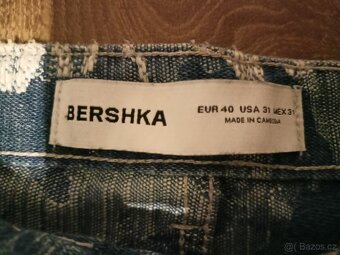 BERSHKA
EUR 40 USA 31 MEX 31
MADE IN CAMBODIA
Bazos.cz